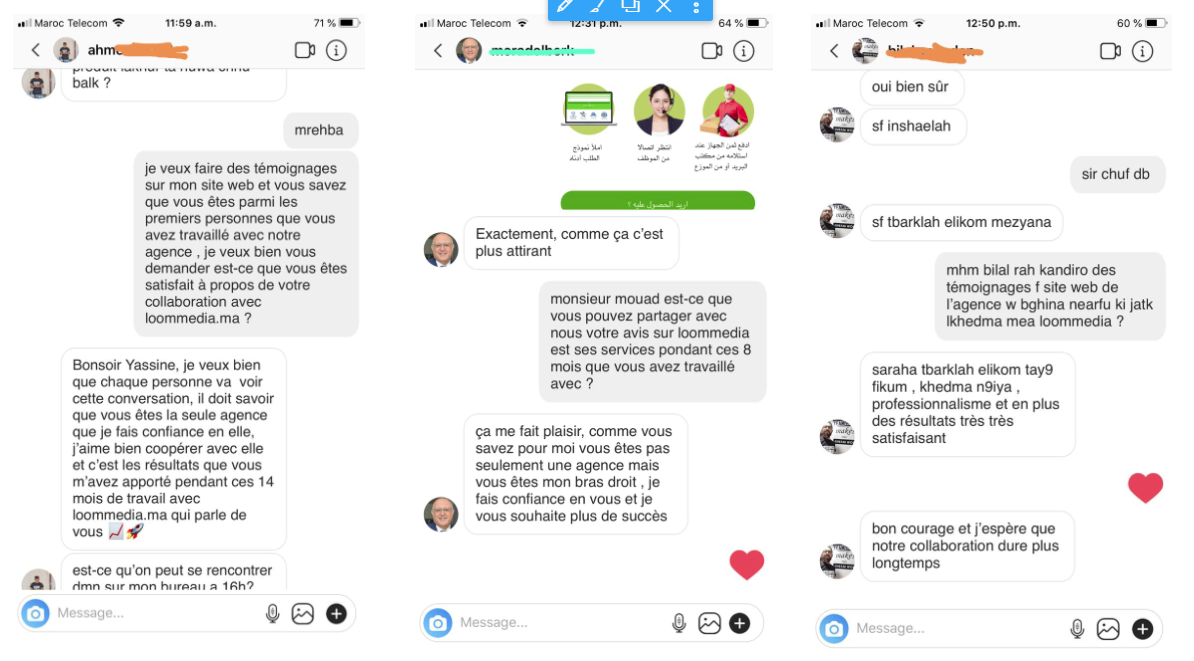 Maroc Telecom
11:59 a.m.
71 %
balk ?
mrehba
je veux faire des témoignages
sur mon site web et vous savez
que vous êtes parmi les
premiers personnes que vous
avez travaillé avec notre
agence , je veux bien vous
demander est-ce que vous êtes
satisfait à propos de votre
collaboration avec
loommedia.ma ?
Bonsoir Yassine, je veux bien
que chaque personne va voir
cette conversation, il doit savoir
que vous êtes la seule agence
que je fais confiance en elle,
j'aime bien coopérer avec elle
et c'est les résultats que vous
m'avez apporté pendant ces 14
mois de travail avec
loommedia.ma qui parle de
vous 📈🚀
est-ce qu'on peut se rencontrer
dmn sur mon bureau a 16h?
Message...
Maroc Telecom
12:31 p.m.
64 %
املأ نموذج
الطلب أدناه
انتظر اتصالا
من الموظف
ادفع ثمن الجهاز عند
استلامه من مكتب
البريد او من الموزع
اريد الحصول عليه ؟
Exactement, comme ça c'est
plus attirant
monsieur mouad est-ce que
vous pouvez partager avec
nous votre avis sur loommedia
est ses services pondant ces 8
mois que vous avez travaillé
avec ?
ça me fait plaisir, comme vous
savez pour moi vous êtes pas
seulement une agence mais
vous êtes mon bras droit , je
fais confiance en vous et je
vous souhaite plus de succès
Message...
Maroc Telecom
12:50 p.m.
60 %
oui bien sûr
sf inshaelah
sir chuf db
sf tbarklah elikom mezyana
mhm bilal rah kandiro des
témoignages f site web de
l'agence w bghina nearfu ki jatk
lkhedma mea loommedia ?
saraha tbarklah elikom tay9
fikum , khedma n9iya ,
professionnalisme et en plus
des résultats très très
satisfaisant
bon courage et j'espère que
notre collaboration dure plus
longtemps
Message...